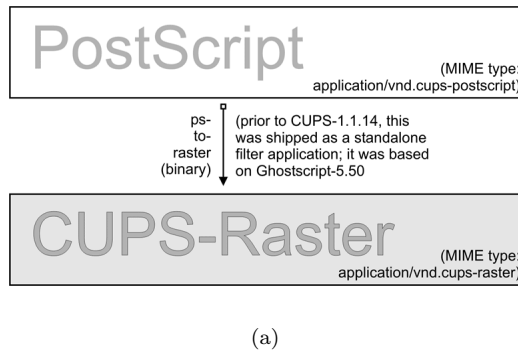 PostScript
(MIME type:
application/vnd.cups-postscript)
ps-
to-
raster
(binary)
(prior to CUPS-1.1.14, this
was shipped as a standalone
filter application; it was based
on Ghostscript-5.50
CUPS-Raster
(MIME type:
application/vnd.cups-raster)
(a)